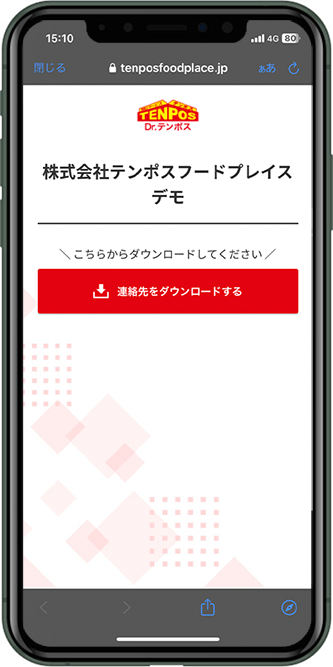 15:10
4G 80
閉じる
tenposfoodplace.jp
ぁあ
TENPOS
Dr.テンポス
株式会社テンポスフードプレイス
デモ
＼ こちらからダウンロードしてください ／
連絡先をダウンロードする